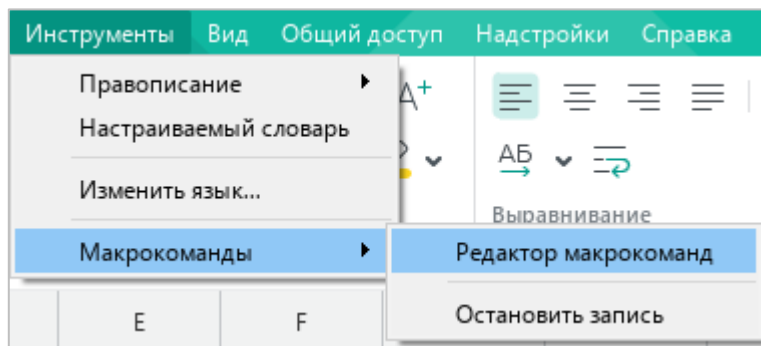 Инструменты Вид Общий доступ Надстройки Справка
Правописание
Настраиваемый словарь
Изменить язык...
Макрокоманды
A+
АБ
Выравнивание
Редактор макрокоманд
Остановить запись
E F